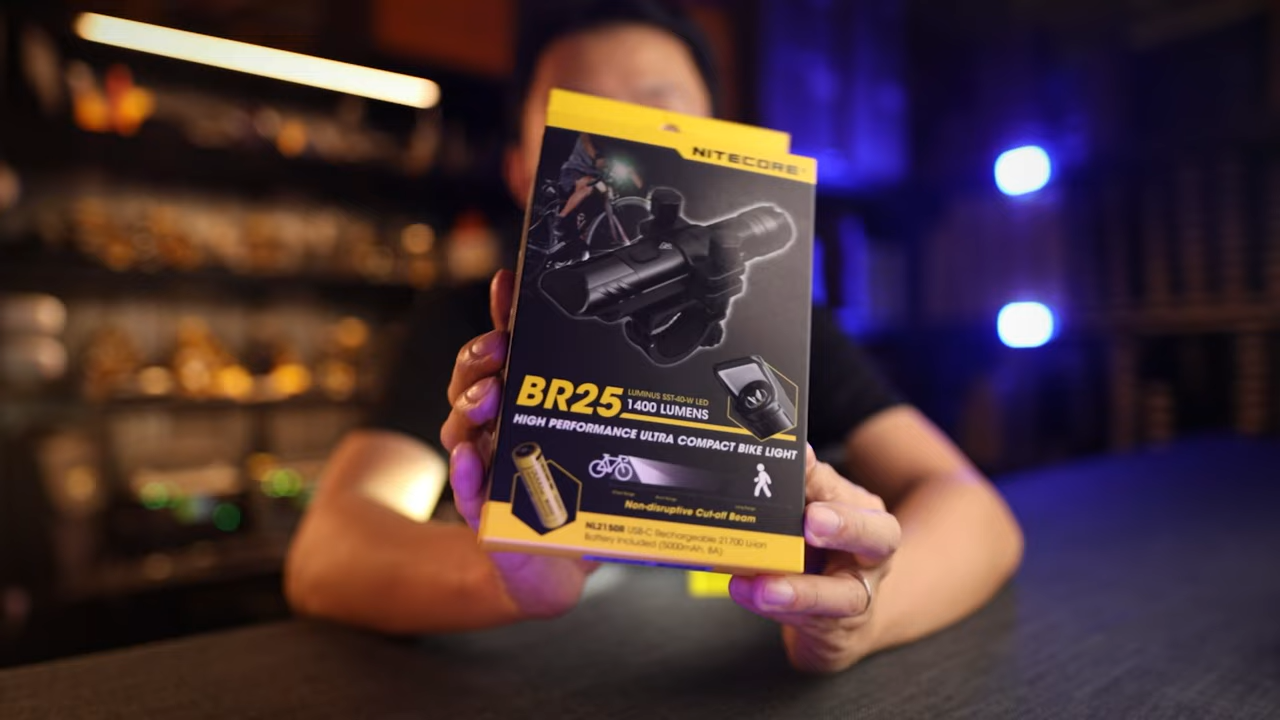 NITECORE
BR25
LUMINUS SST-40-W LED
1400 LUMENS
HIGH PERFORMANCE ULTRA COMPACT BIKE LIGHT
Non-disruptive Cut-off Beam
NL2150R USB-C Rechargeable 21700 Li-ion
Battery Included (5000mAh, 8A)